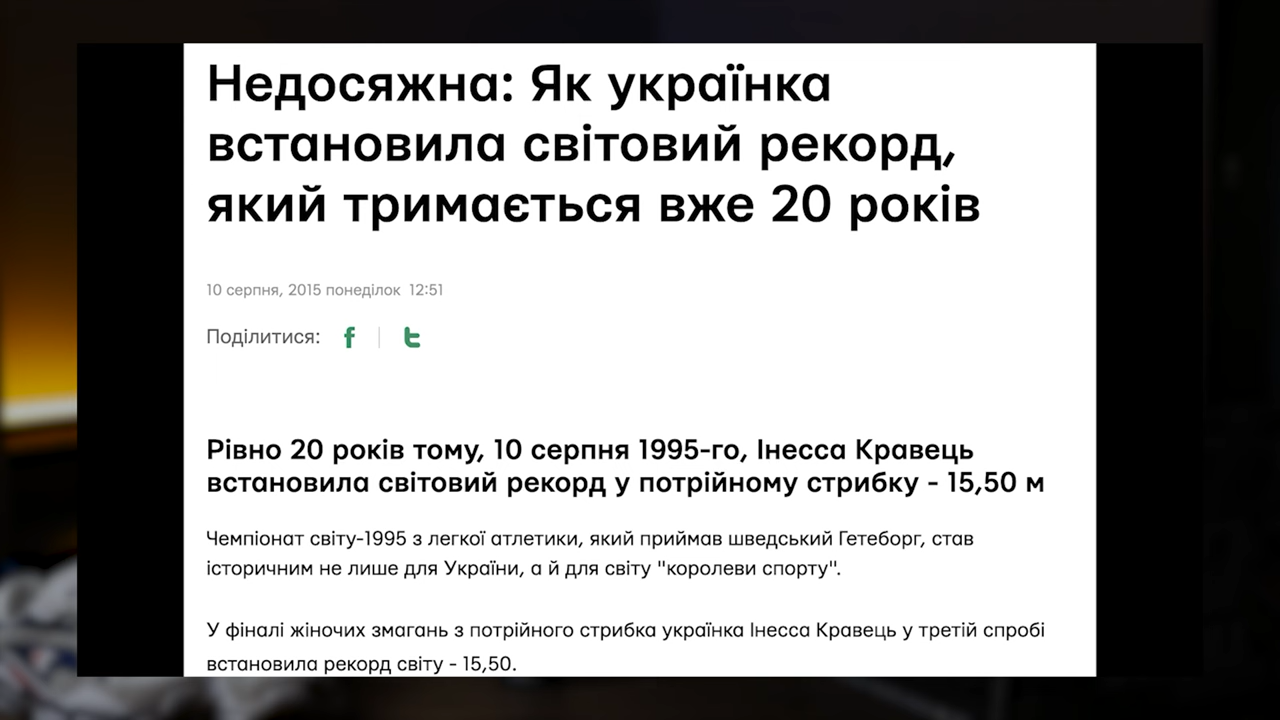 Недосяжна: Як українка
встановила світовий рекорд,
який тримається вже 20 років
10 серпня, 2015 понеділок 12:51
Поділитися:
Рівно 20 років тому, 10 серпня 1995-го, Інесса Кравець
встановила світовий рекорд у потрійному стрибку - 15,50 м
Чемпіонат світу-1995 з легкої атлетики, який приймав шведський Гетеборг, став
історичним не лише для України, а й для світу "королеви спорту".
У фіналі жіночих змагань з потрійного стрибка українка Інесса Кравець у третій спробі
встановила рекорд світу - 15,50.